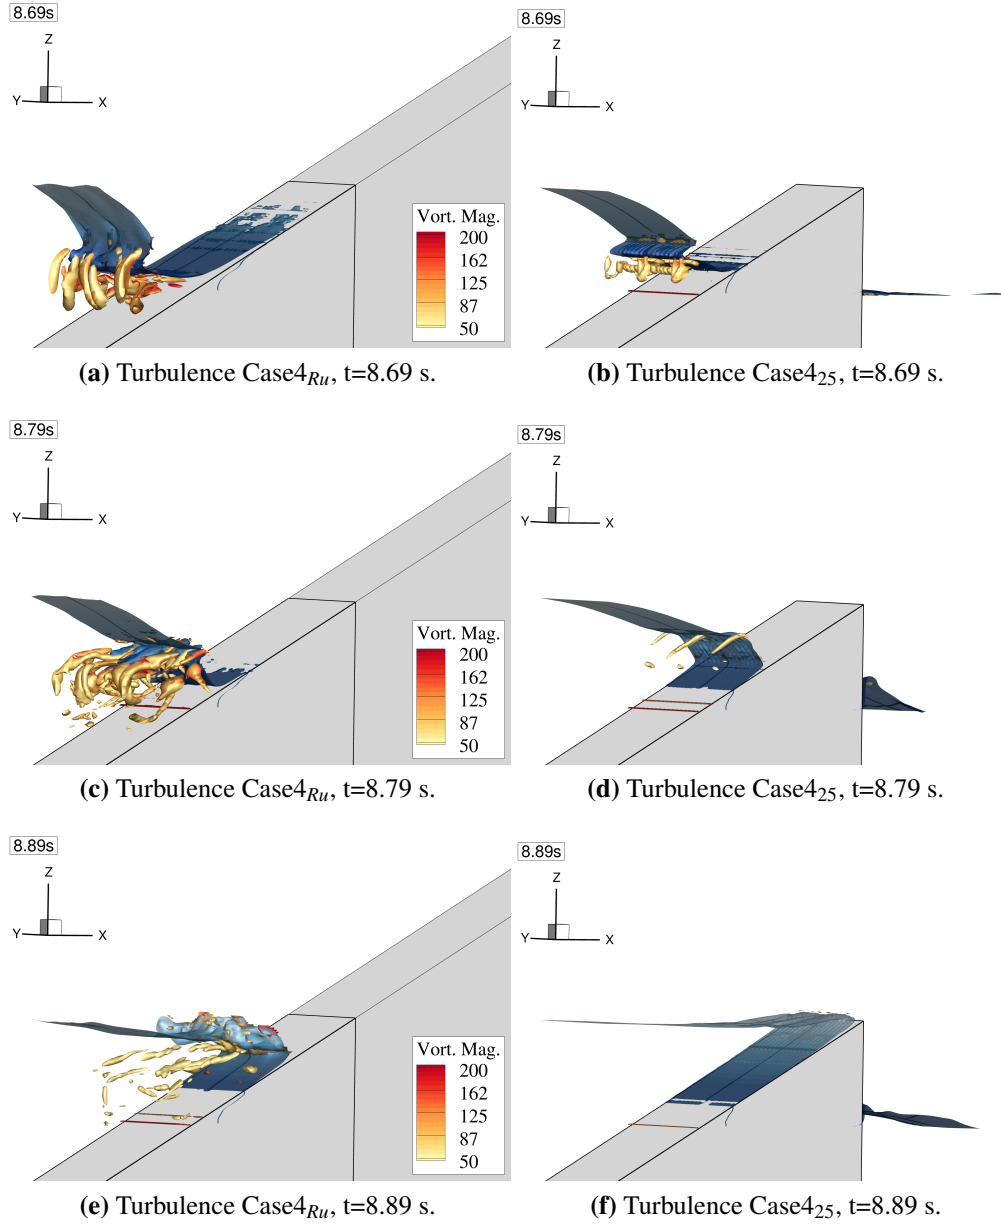 8.69s
Z
Y X
Vort. Mag.
200
162
125
87
50
(a) Turbulence Case4Ru, t=8.69 s.
8.69s
Z
Y X
(b) Turbulence Case425, t=8.69 s.
8.79s
Z
Y X
Vort. Mag.
200
162
125
87
50
(c) Turbulence Case4Ru, t=8.79 s.
8.79s
Z
Y X
(d) Turbulence Case425, t=8.79 s.
8.89s
Z
Y X
Vort. Mag.
200
162
125
87
50
(e) Turbulence Case4Ru, t=8.89 s.
8.89s
Z
Y X
(f) Turbulence Case425, t=8.89 s.